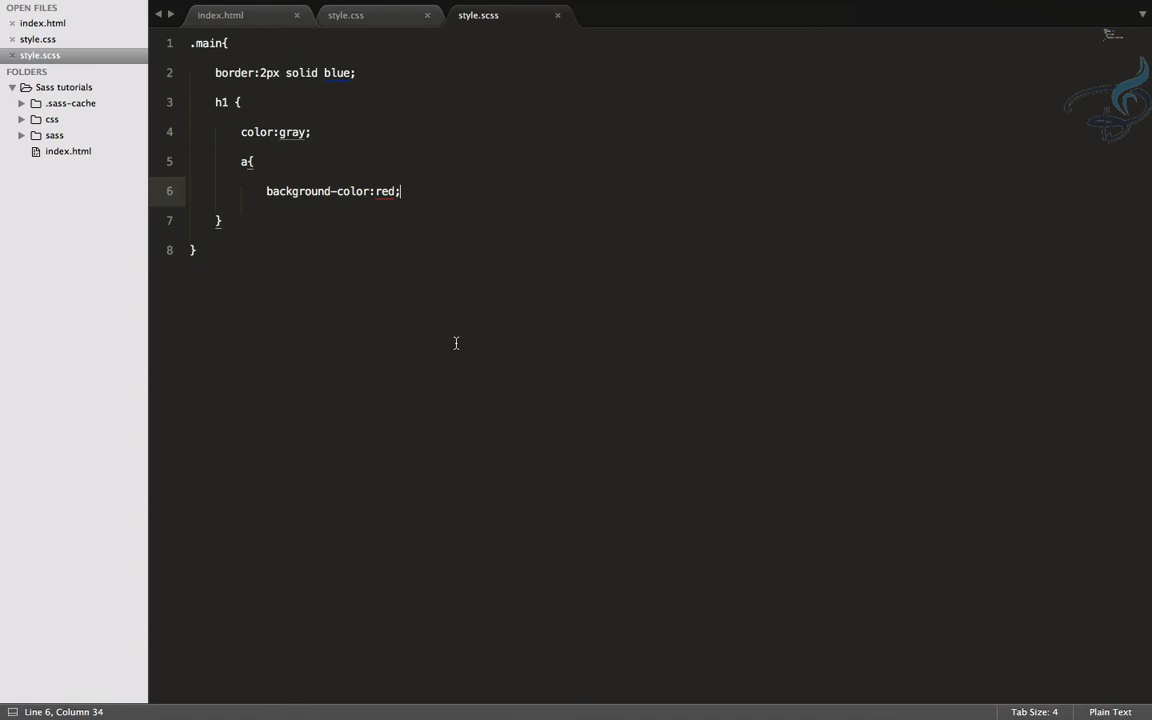 OPEN FILES
index.html
style.css
style.scss
FOLDERS
Sass tutorials
.sass-cache
css
sass
index.html
index.html
style.css
style.scss
1 .main{
2 border:2px solid blue;
3 h1 {
4 color:gray;
5 a{
6 background-color:red;
7 }
8 }
Line 6, Column 34
Tab Size: 4
Plain Text